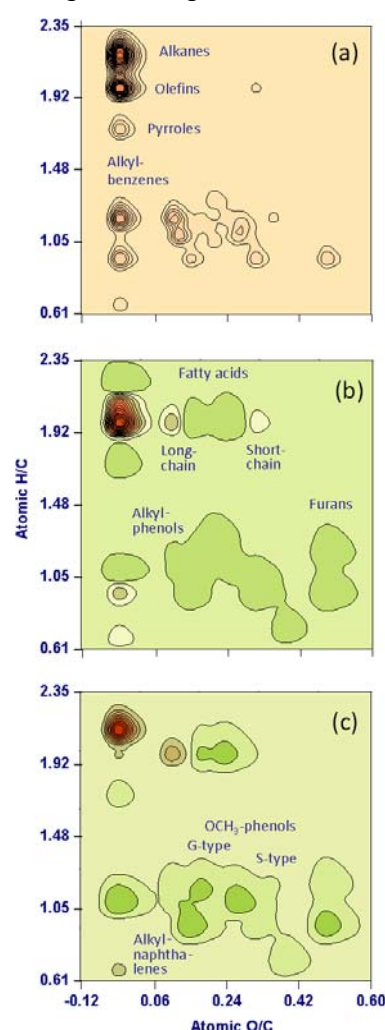 2.35
(a)
Alkanes
1.92
Olefins
Pyrroles
1.48
Alkyl-
benzenes
1.05
0.61
2.35
Fatty acids
(b)
1.92
Long-
chain
Short-
chain
Atomic H/C
1.48
Alkyl-
phenols
Furans
1.05
0.61
2.35
(c)
1.92
1.48
OCH3-phenols
G-type
S-type
1.05
Alkyl-
naphtha-
lenes
0.61
-0.12
0.06
0.24
0.42
0.60
Atomic O/C